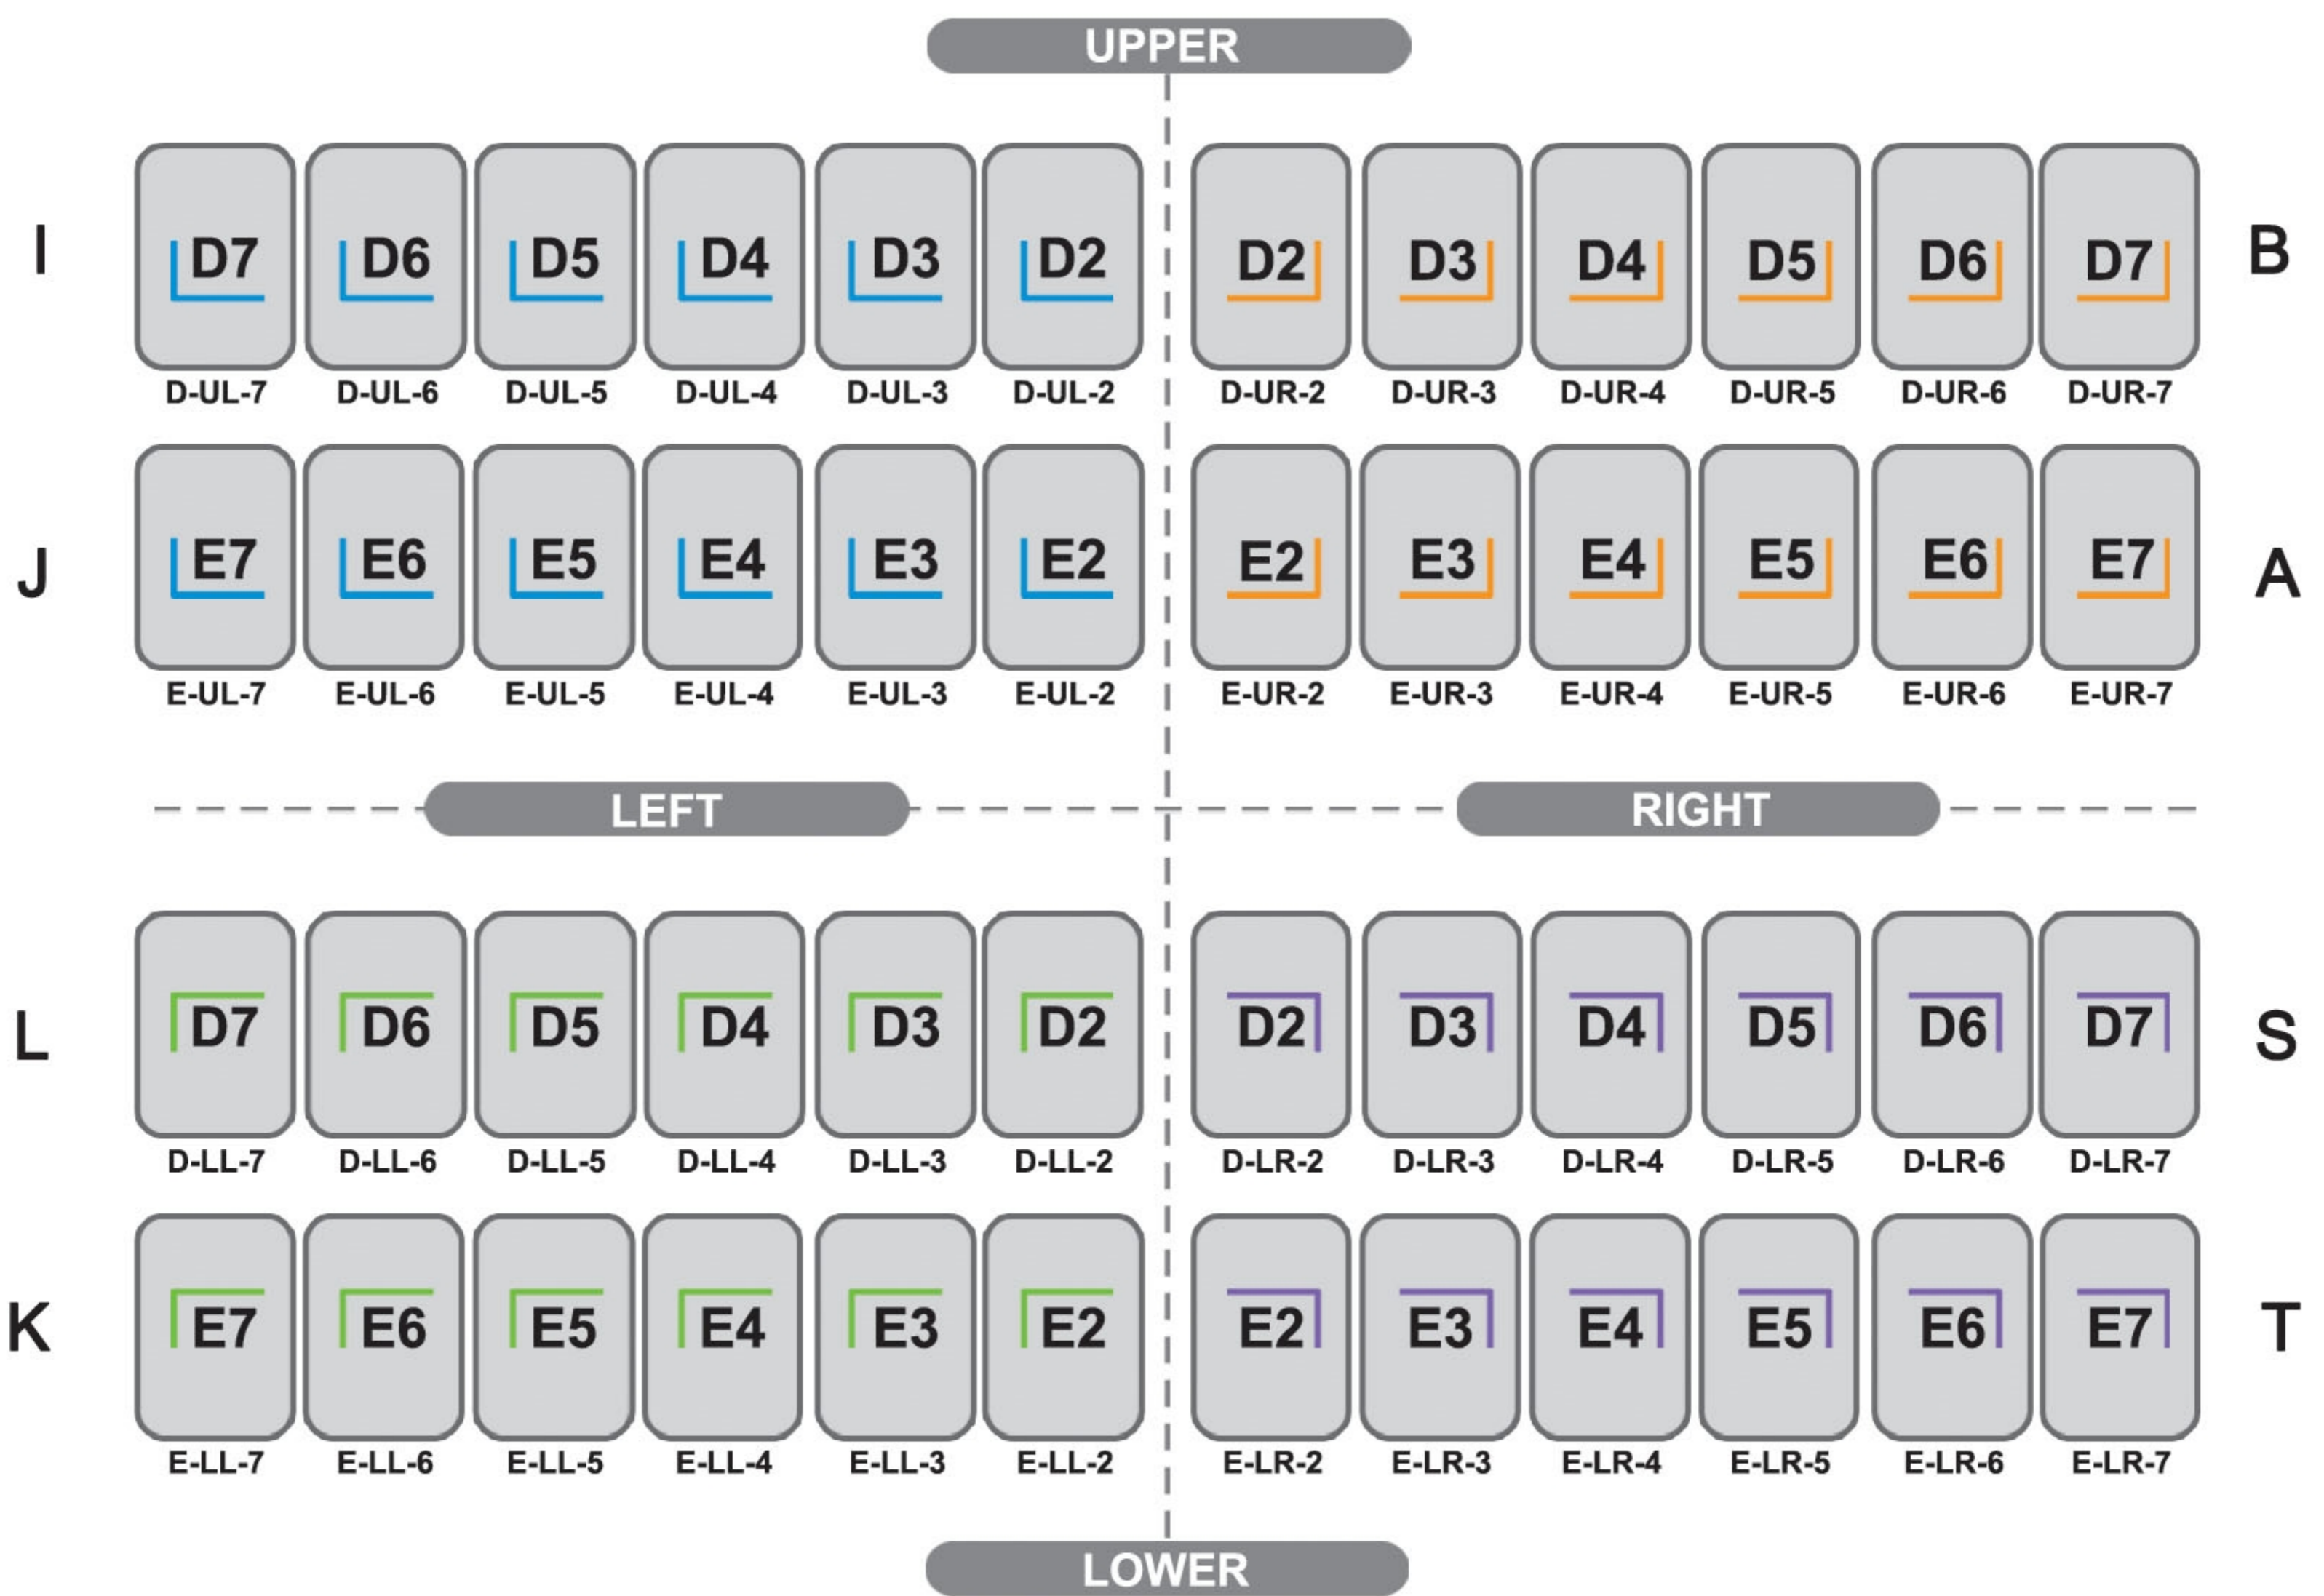 UPPER
I D7 D6 D5 D4 D3 D2 D2 D3 D4 D5 D6 D7 B
D-UL-7 D-UL-6 D-UL-5 D-UL-4 D-UL-3 D-UL-2 D-UR-2 D-UR-3 D-UR-4 D-UR-5 D-UR-6 D-UR-7
J E7 E6 E5 E4 E3 E2 E2 E3 E4 E5 E6 E7 A
E-UL-7 E-UL-6 E-UL-5 E-UL-4 E-UL-3 E-UL-2 E-UR-2 E-UR-3 E-UR-4 E-UR-5 E-UR-6 E-UR-7
LEFT RIGHT
L D7 D6 D5 D4 D3 D2 D2 D3 D4 D5 D6 D7 S
D-LL-7 D-LL-6 D-LL-5 D-LL-4 D-LL-3 D-LL-2 D-LR-2 D-LR-3 D-LR-4 D-LR-5 D-LR-6 D-LR-7
K E7 E6 E5 E4 E3 E2 E2 E3 E4 E5 E6 E7 T
E-LL-7 E-LL-6 E-LL-5 E-LL-4 E-LL-3 E-LL-2 E-LR-2 E-LR-3 E-LR-4 E-LR-5 E-LR-6 E-LR-7
LOWER